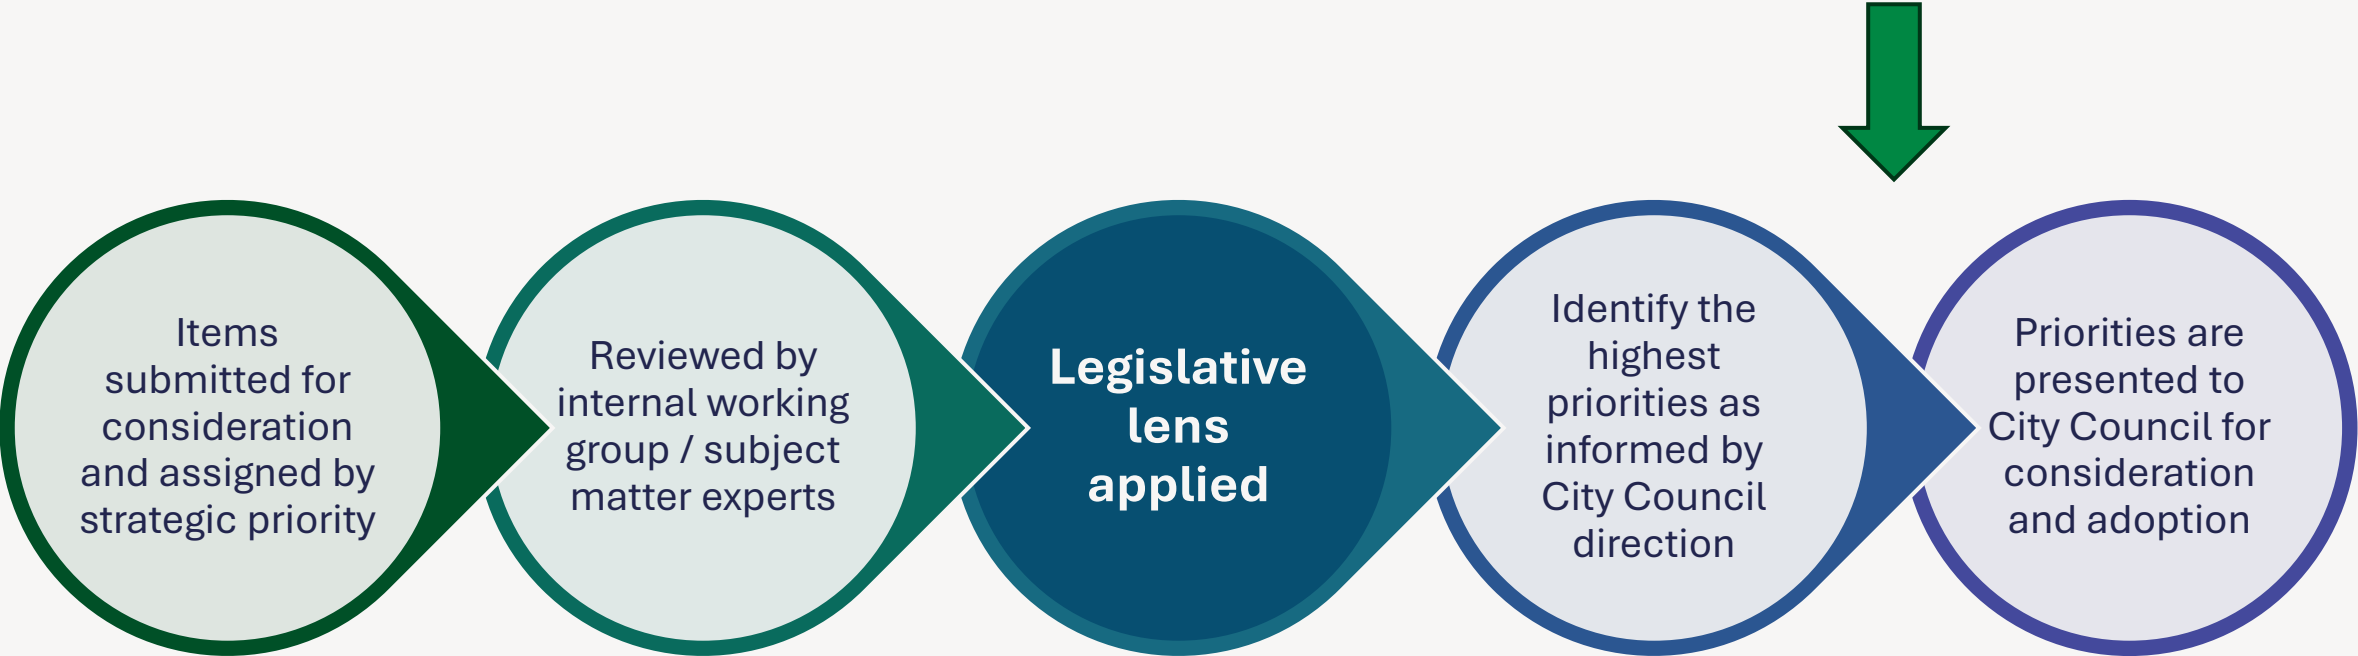 Items
submitted for
consideration
and assigned by
strategic priority
Reviewed by
internal working
group / subject
matter experts
Legislative
lens
applied
Identify the
highest
priorities as
informed by
City Council
direction
Priorities are
presented to
City Council for
consideration
and adoption